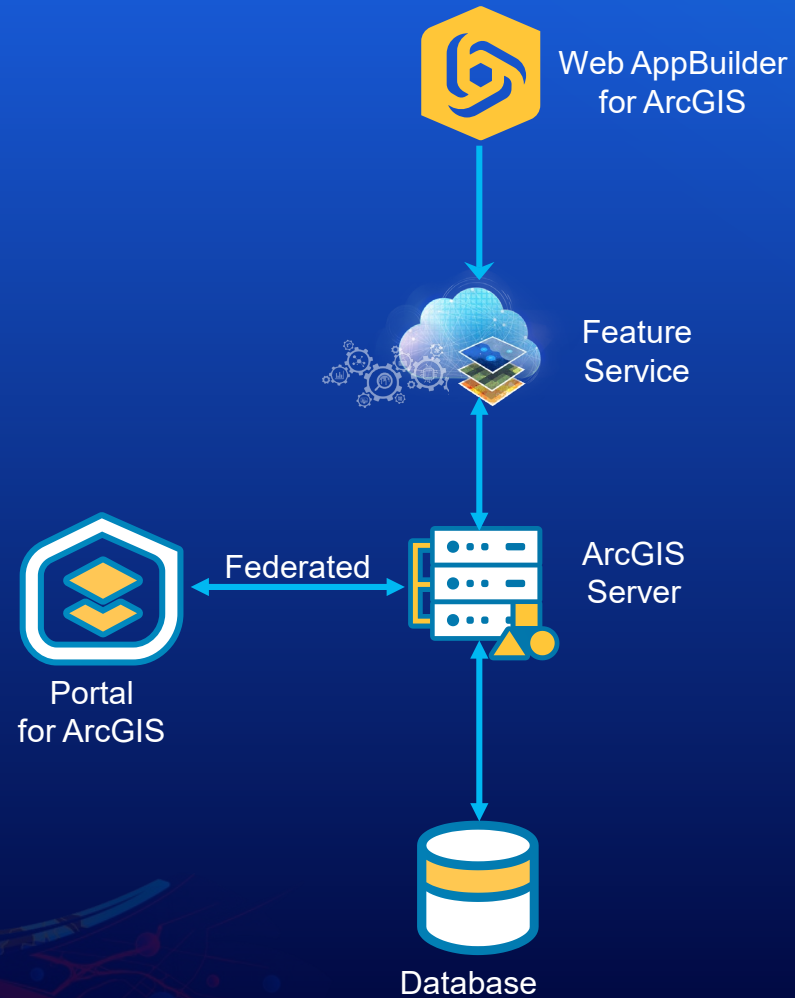 Web AppBuilder
for ArcGIS
Feature
Service
Federated
ArcGIS
Server
Portal
for ArcGIS
Database